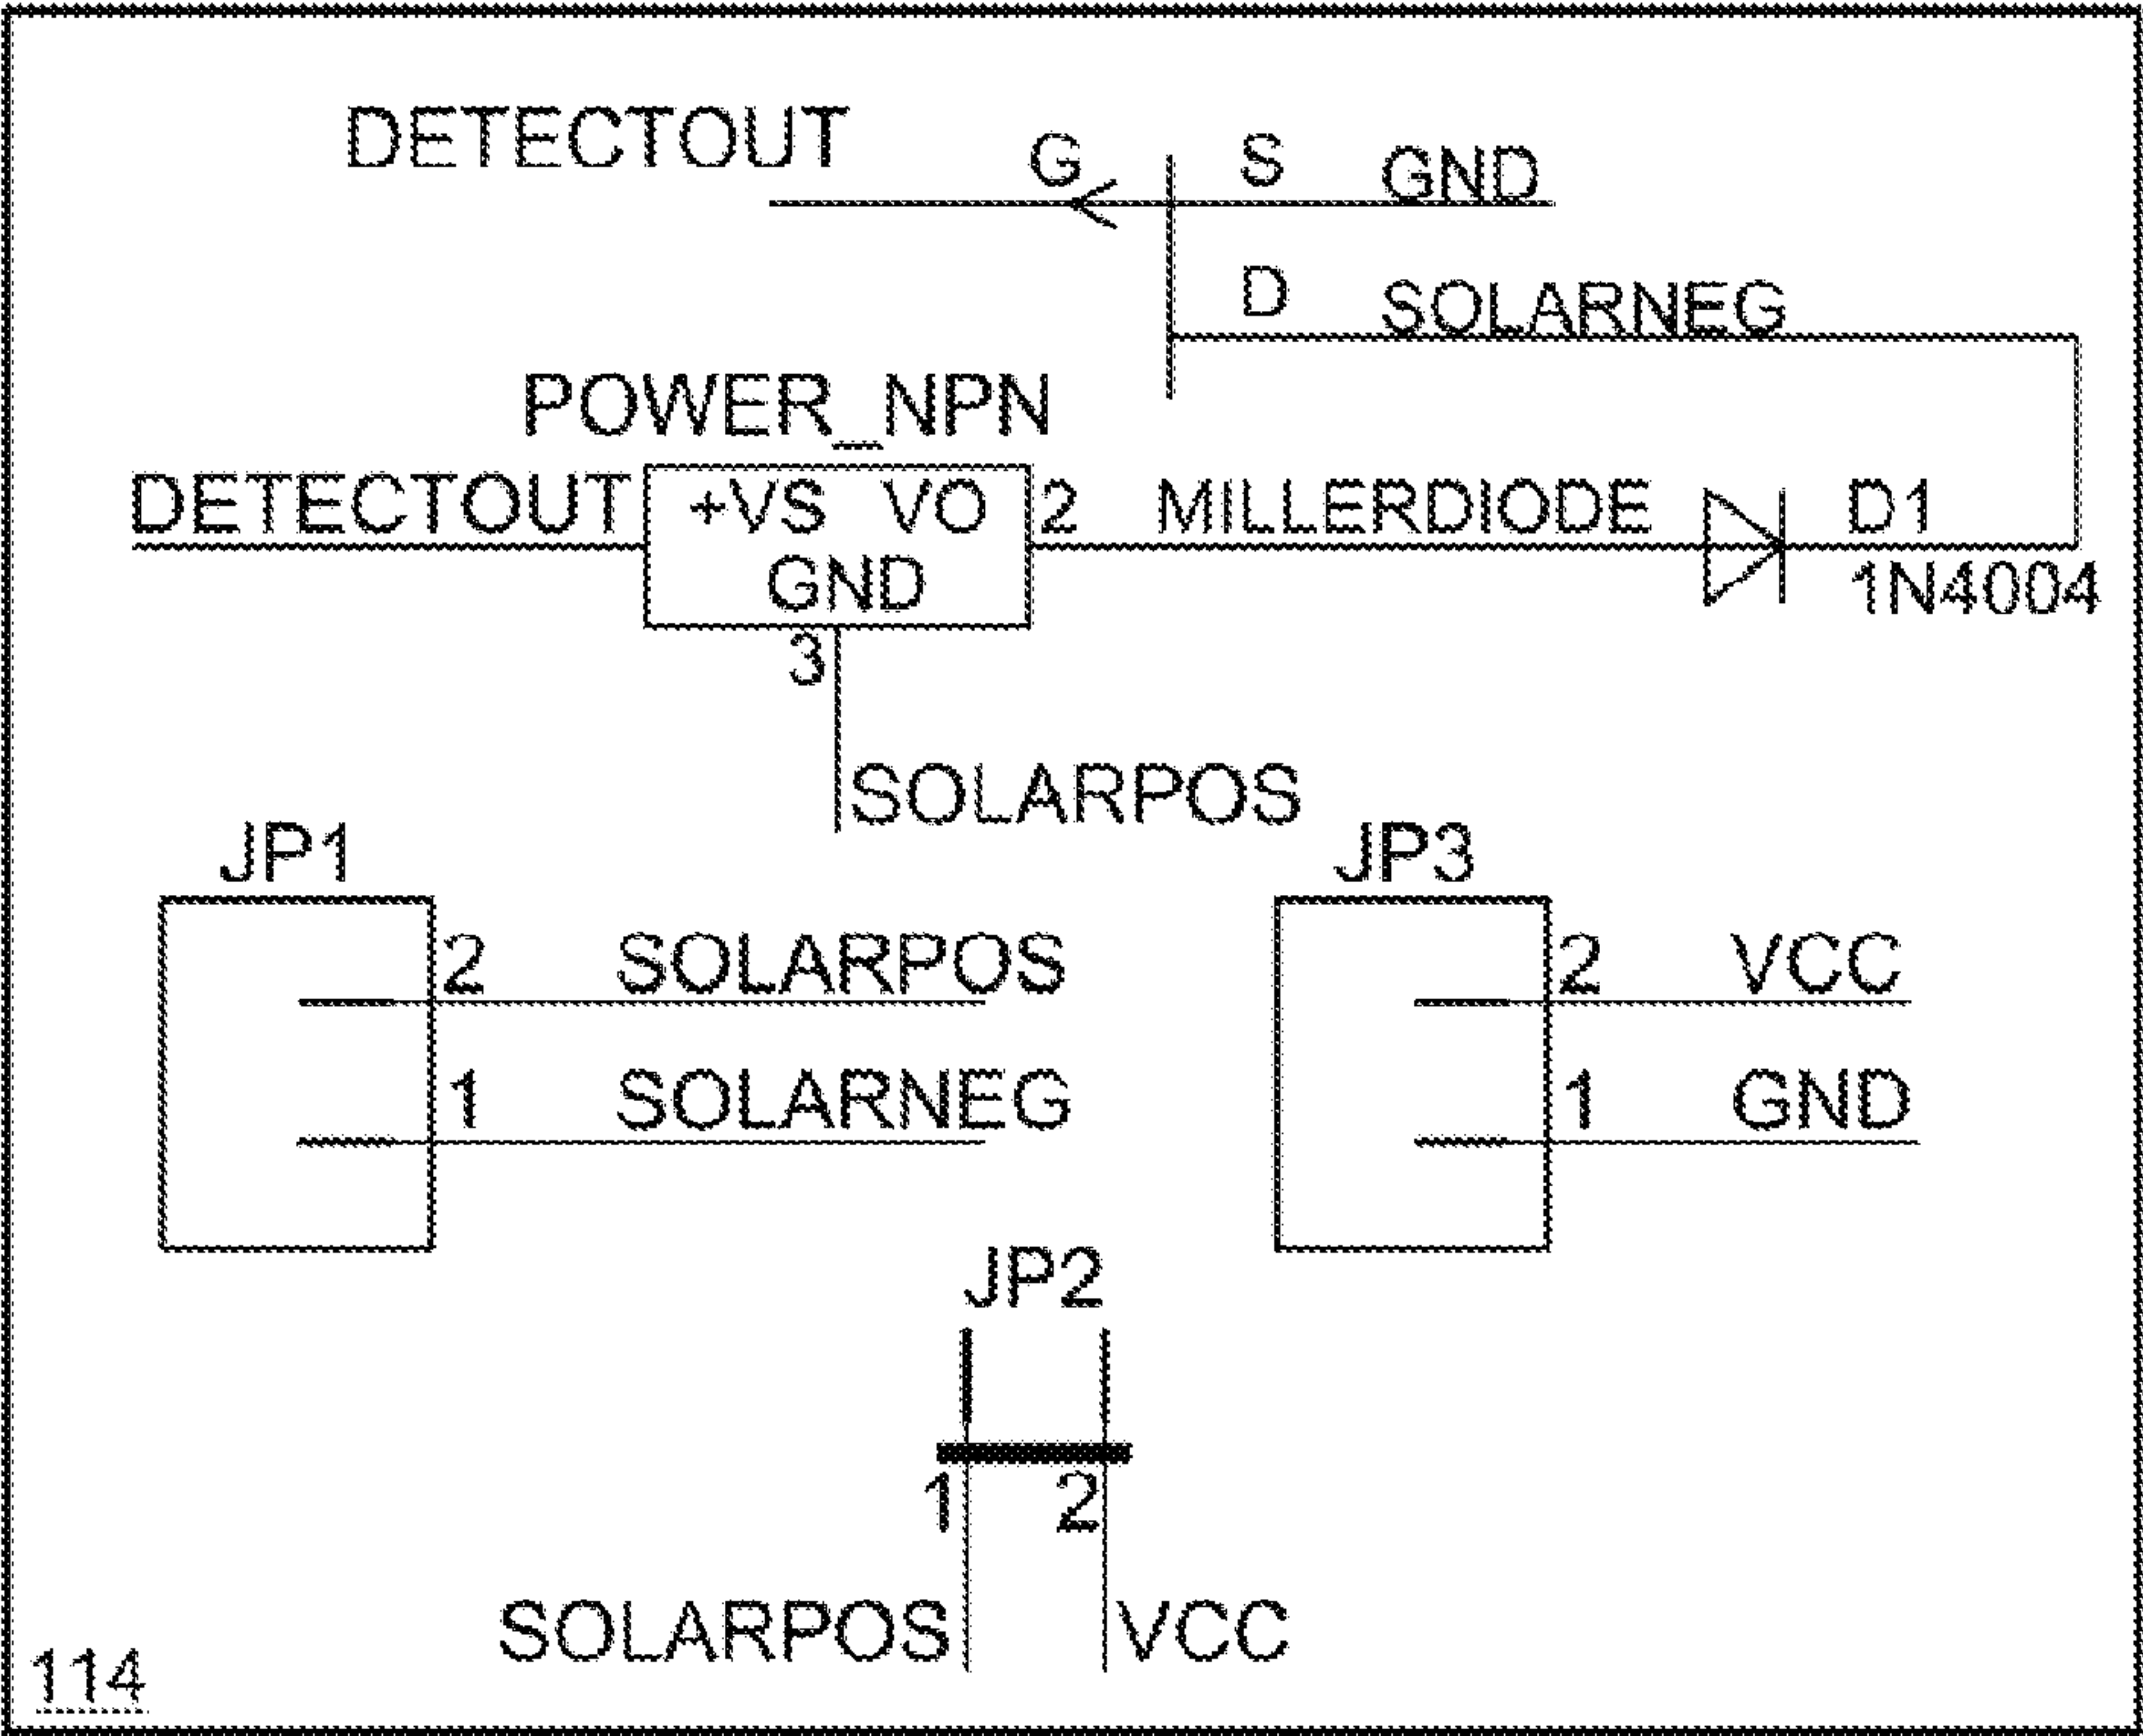 DETECTOUT G S GND
D SOLARNEG
POWER_NPN
DETECTOUT +VS VO 2 MILLERDIODE D1
GND 1N4004
3
SOLARPOS
JP1 JP3
2 SOLARPOS 2 VCC
1 SOLARNEG 1 GND
JP2
1 2
SOLARPOS VCC
114